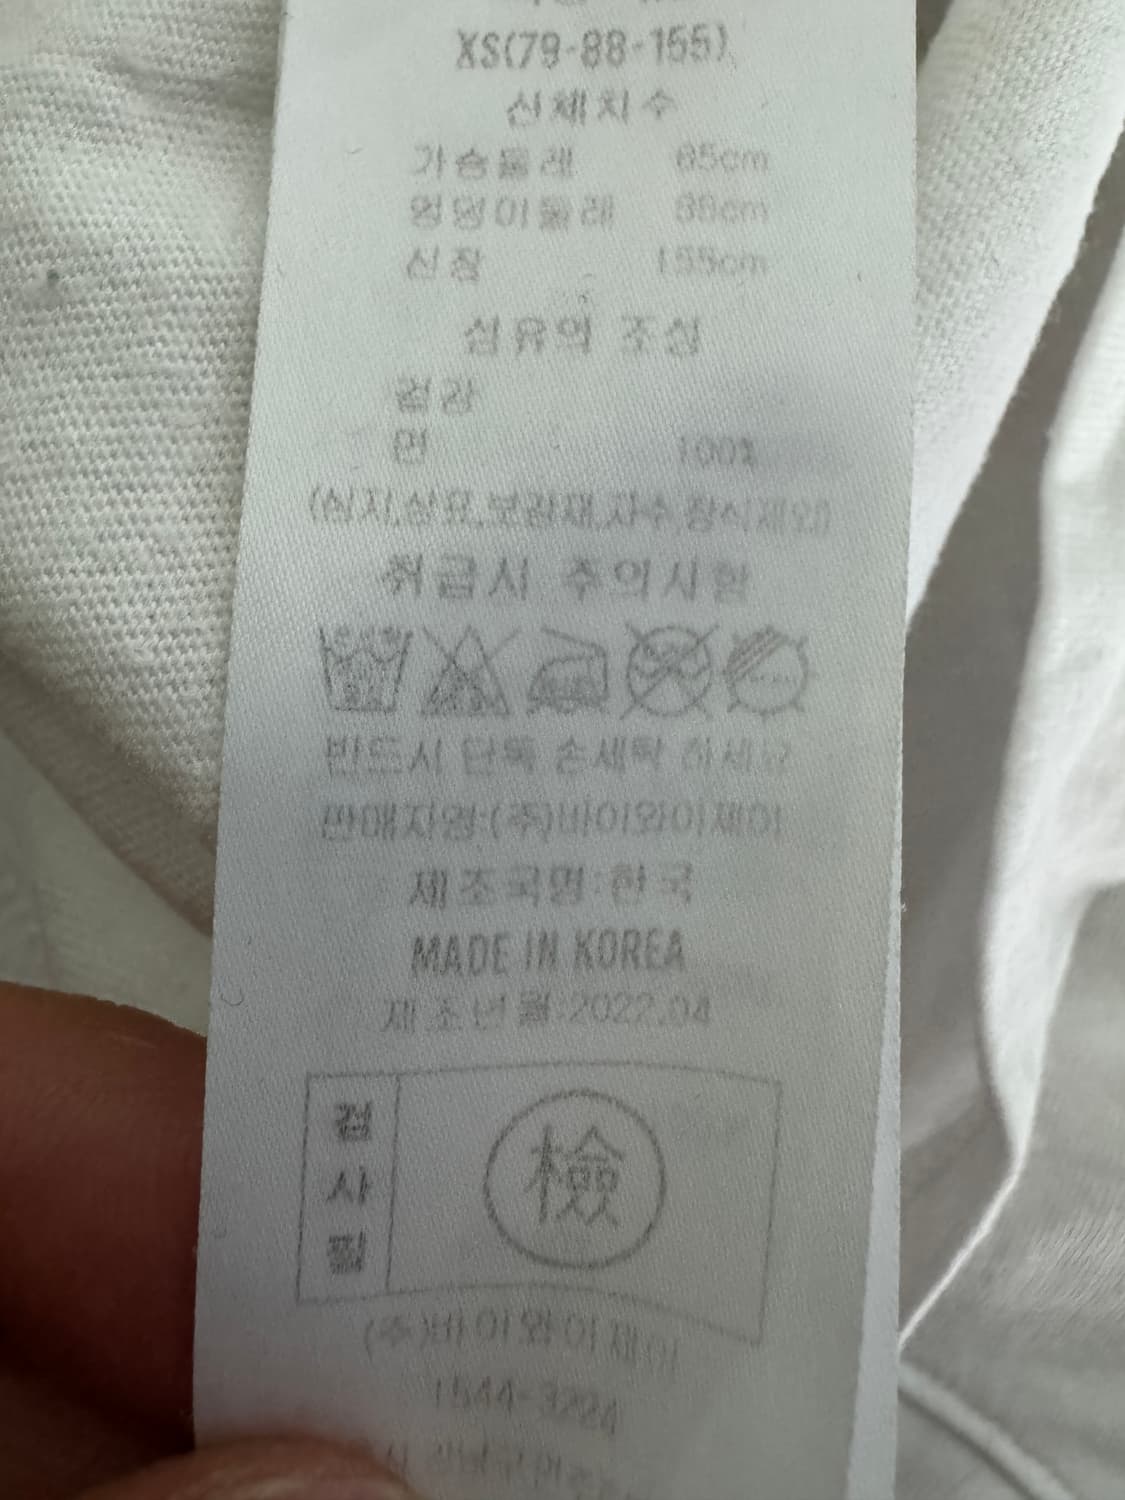 XS(79-88-155)
신체치수
가슴둘레 85cm
엉덩이둘레 88cm
신장 155cm
섬유의 조성
겉감
면 100%
(심지,상표,보강재,자수,장식제외)
취급시 주의사항
반드시 단독 손세탁 하세요
판매자명:(주)비이와이제이
제조국명:한국
MADE IN KOREA
제조년월:2022.04
검사필
檢
(주)비이와이제이
1544-3224